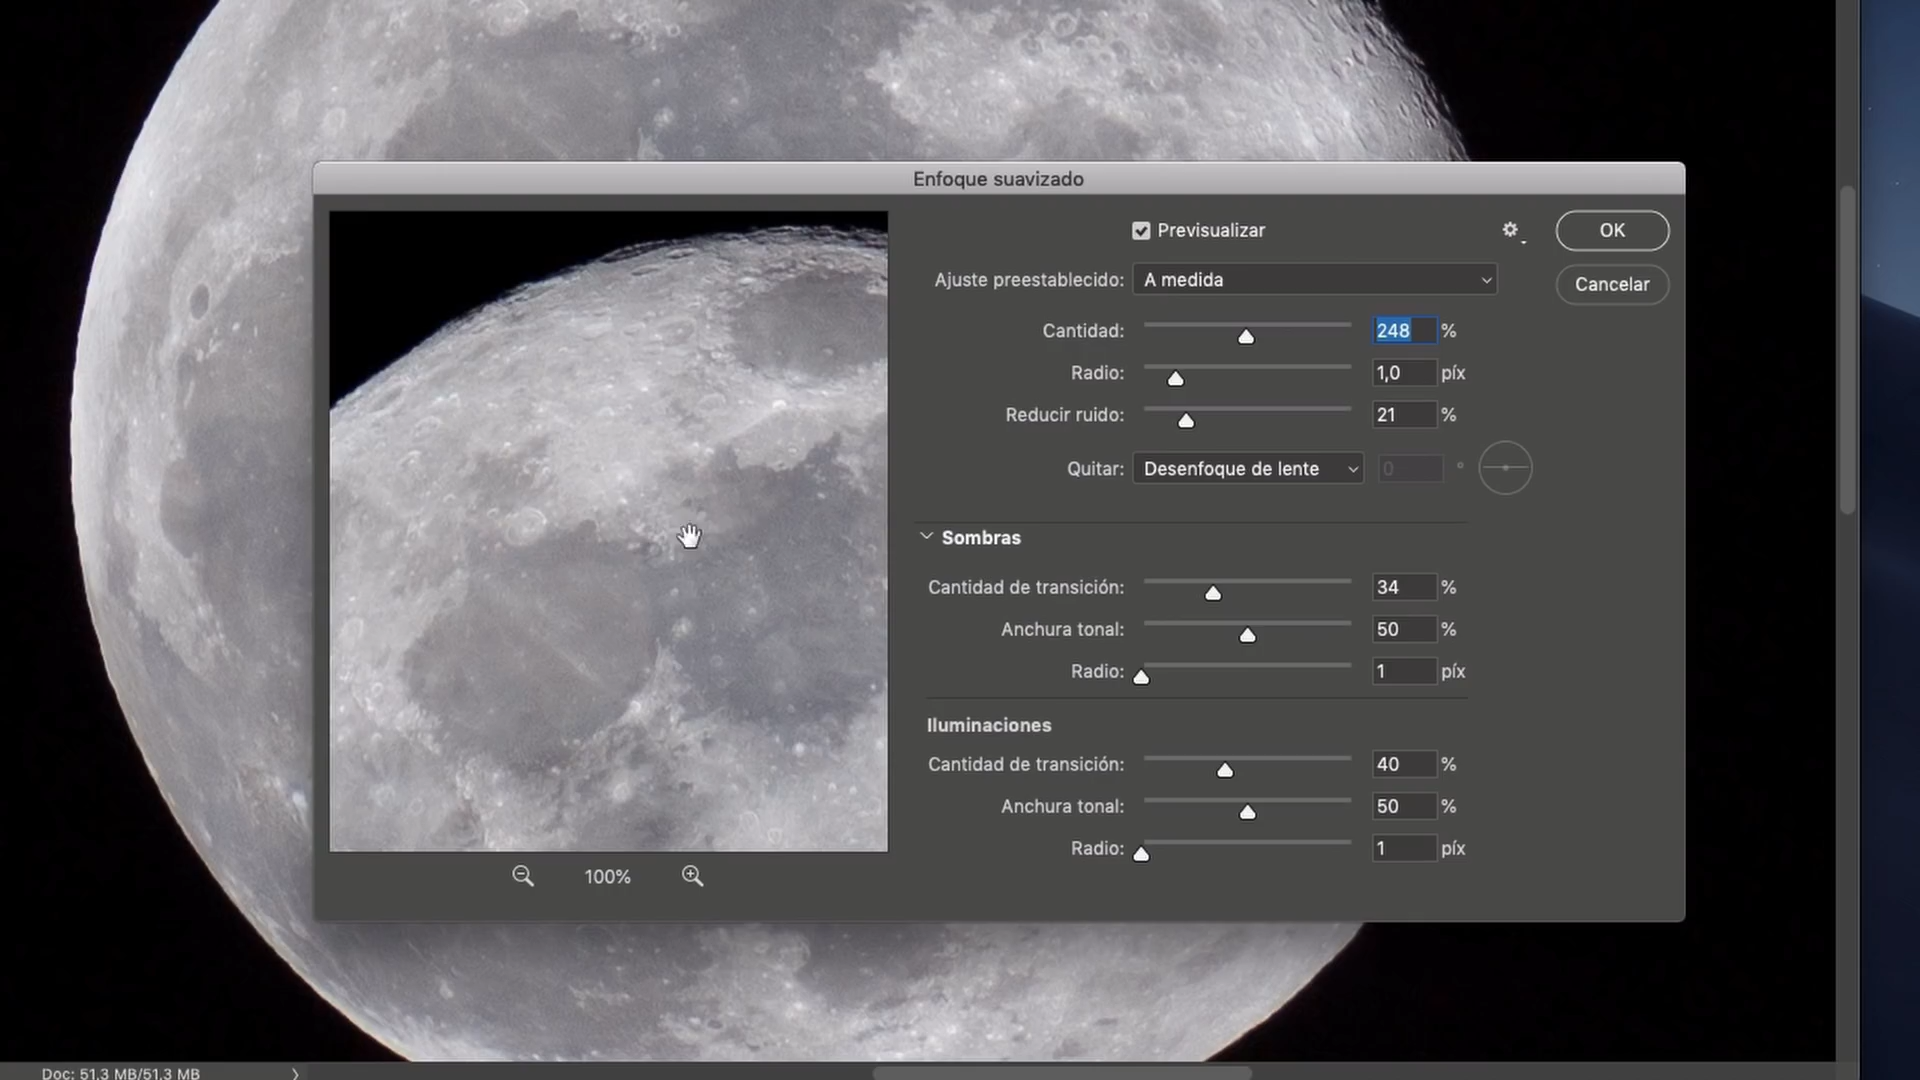 Enfoque suavizado
Previsualizar
OK
Ajuste preestablecido: A medida
Cancelar
Cantidad: 248 %
Radio: 1,0 píx
Reducir ruido: 21 %
Quitar: Desenfoque de lente 0 °
Sombras
Cantidad de transición: 34 %
Anchura tonal: 50 %
Radio: 1 píx
Iluminaciones
Cantidad de transición: 40 %
Anchura tonal: 50 %
Radio: 1 píx
100%
Doc: 51,3 MB/51,3 MB